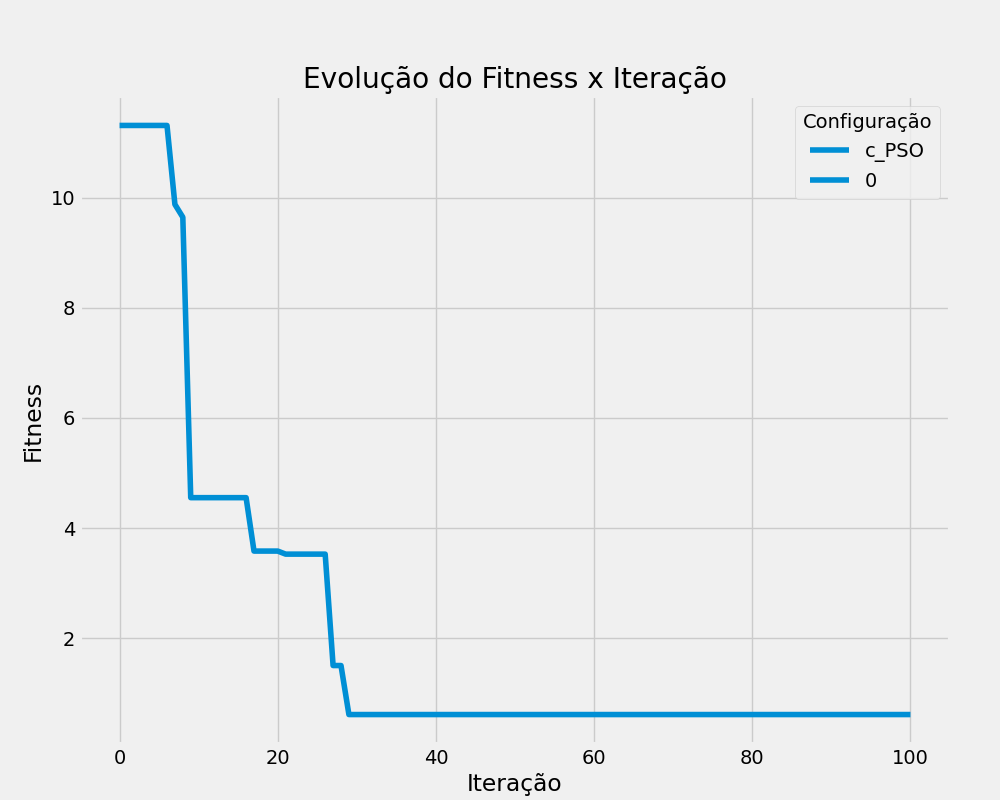 Evolução do Fitness x Iteração
Configuração
c_PSO
0
Fitness
10
8
6
4
2
0 20 40 60 80 100
Iteração